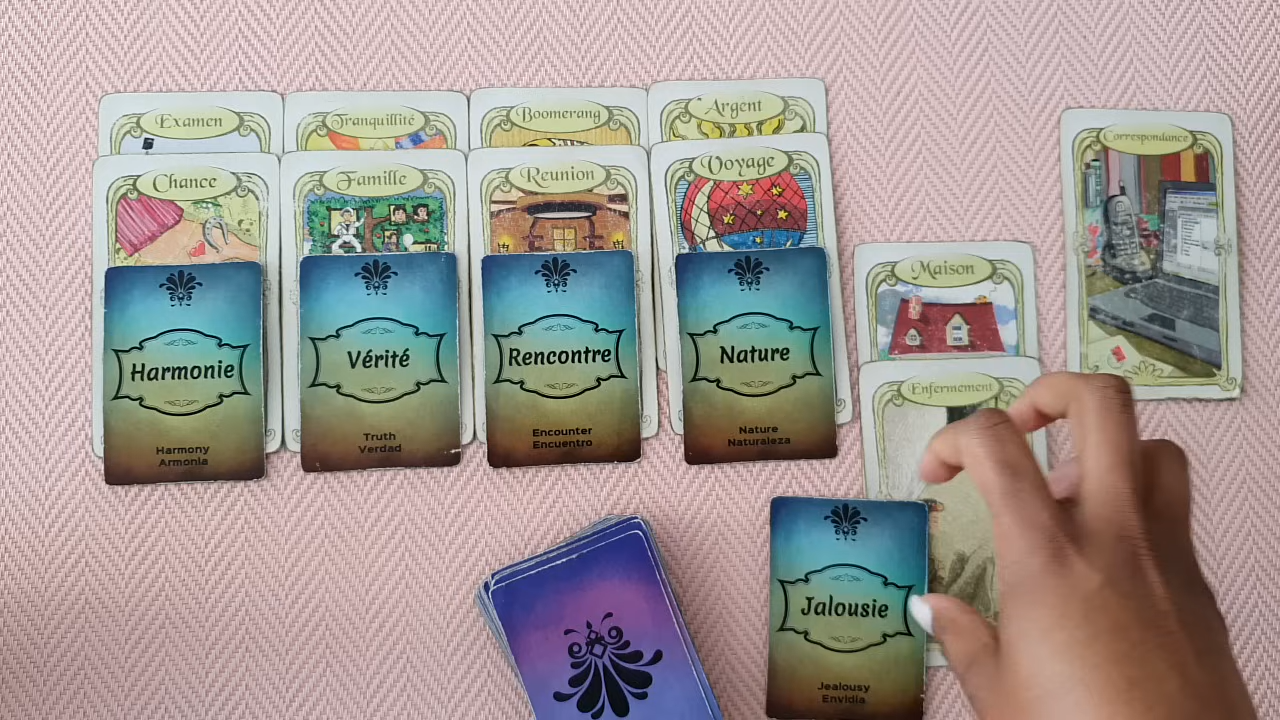 Examen
Tranquillité
Boomerang
Argent
Chance
Famille
Reunion
Voyage
Correspondance
Maison
Enfermement
Harmonie
Harmony
Armonia
Vérité
Truth
Verdad
Rencontre
Encounter
Encuentro
Nature
Nature
Naturaleza
Jalousie
Jealousy
Envidia